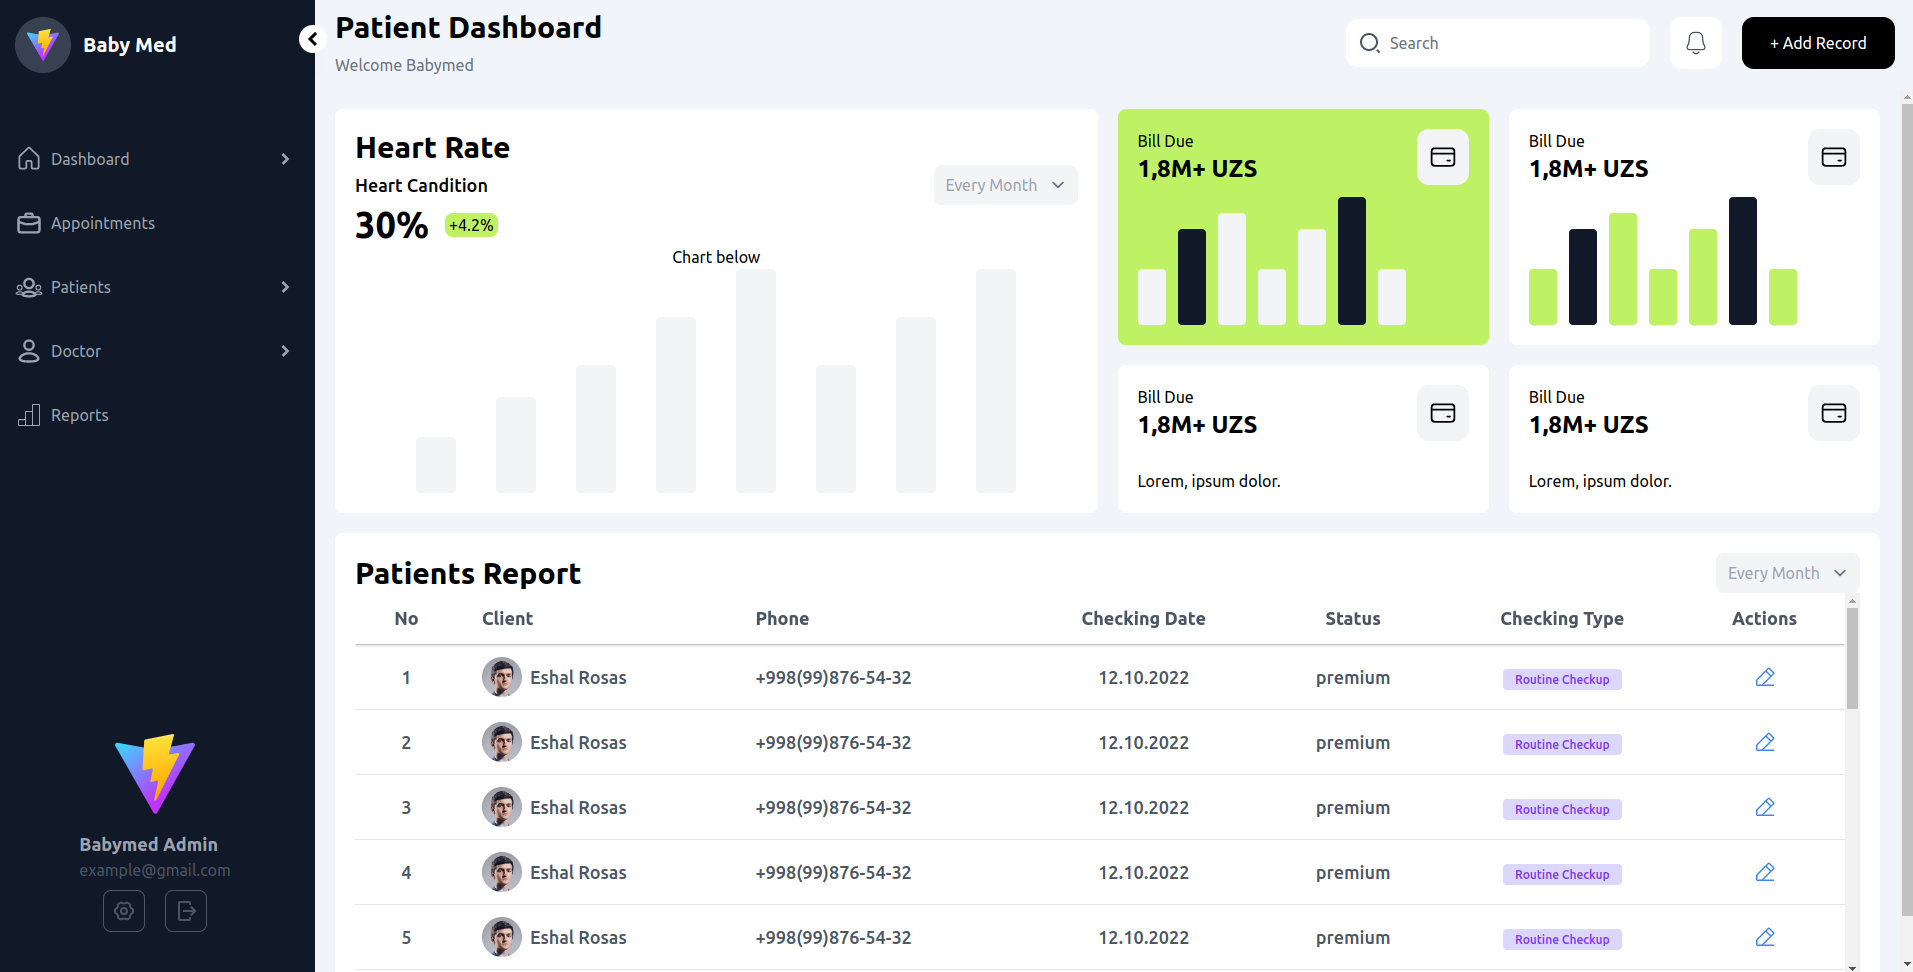 Baby Med
Dashboard
Appointments
Patients
Doctor
Reports
Babymed Admin
example@gmail.com
Patient Dashboard
Welcome Babymed
Search
+ Add Record
Heart Rate
Heart Candition
30% +4.2%
Every Month
Chart below
Bill Due
1,8M+ UZS
Bill Due
1,8M+ UZS
Bill Due
1,8M+ UZS
Lorem, ipsum dolor.
Bill Due
1,8M+ UZS
Lorem, ipsum dolor.
Patients Report
Every Month
No Client Phone Checking Date Status Checking Type Actions
1 Eshal Rosas +998(99)876-54-32 12.10.2022 premium Routine Checkup
2 Eshal Rosas +998(99)876-54-32 12.10.2022 premium Routine Checkup
3 Eshal Rosas +998(99)876-54-32 12.10.2022 premium Routine Checkup
4 Eshal Rosas +998(99)876-54-32 12.10.2022 premium Routine Checkup
5 Eshal Rosas +998(99)876-54-32 12.10.2022 premium Routine Checkup